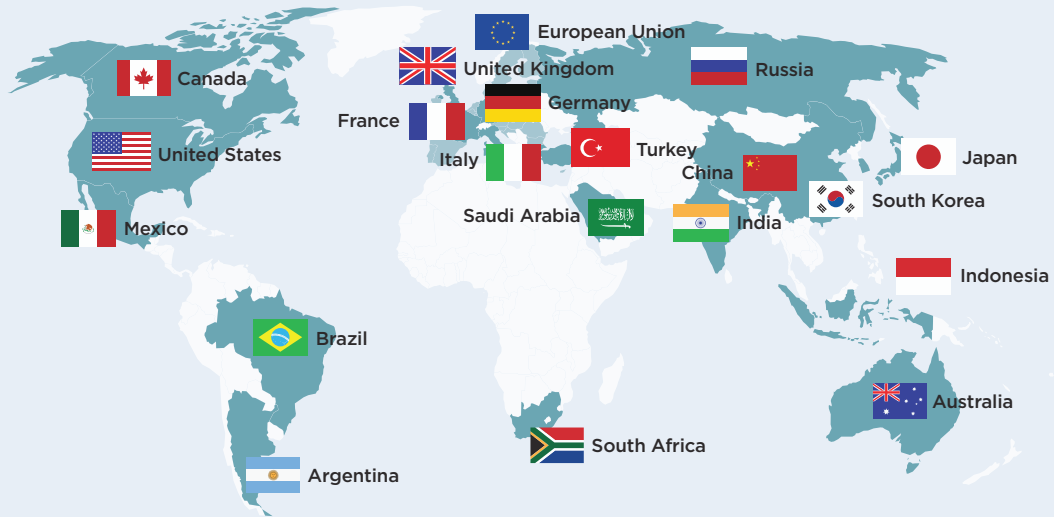 European Union
United Kingdom
Russia
Canada
Germany
France
United States
Italy
Turkey
China
Japan
South Korea
Saudi Arabia
India
Mexico
Indonesia
Brazil
Australia
South Africa
Argentina